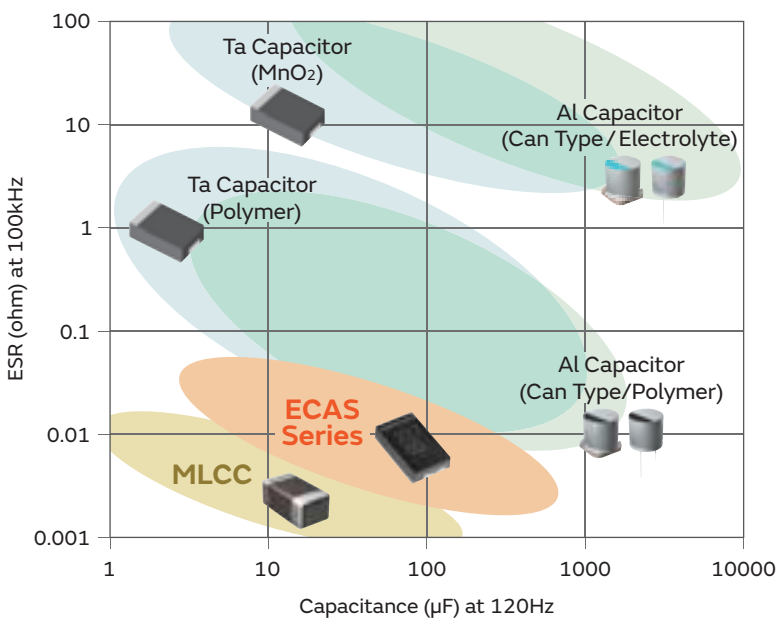 100
10
1
0.1
0.01
0.001
ESR (ohm) at 100kHz
Ta Capacitor
(MnO₂)
Al Capacitor
(Can Type/Electrolyte)
Ta Capacitor
(Polymer)
Al Capacitor
(Can Type/Polymer)
ECAS
Series
MLCC
1
10
100
1000
10000
Capacitance (µF) at 120Hz